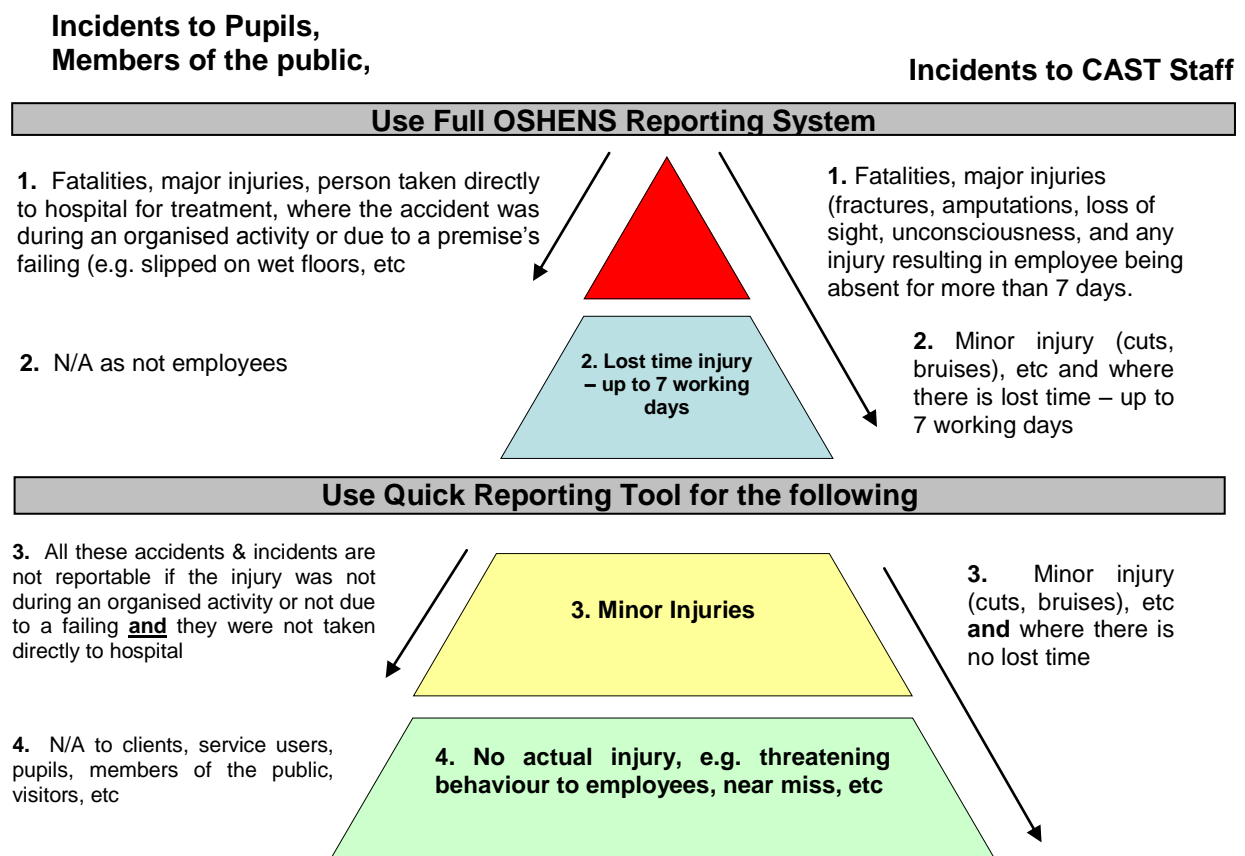 Incidents to Pupils,
Members of the public,
Incidents to CAST Staff
Use Full OSHENS Reporting System
1. Fatalities, major injuries, person taken directly
to hospital for treatment, where the accident was
during an organised activity or due to a premise's
failing (e.g. slipped on wet floors, etc
1. Fatalities, major injuries
(fractures, amputations, loss of
sight, unconsciousness, and any
injury resulting in employee being
absent for more than 7 days.
2. N/A as not employees
2. Lost time injury
– up to 7 working
days
2. Minor injury (cuts,
bruises), etc and where
there is lost time – up to
7 working days
Use Quick Reporting Tool for the following
3. All these accidents & incidents are
not reportable if the injury was not
during an organised activity or not due
to a failing and they were not taken
directly to hospital
3. Minor Injuries
3. Minor injury
(cuts, bruises), etc
and where there is
no lost time
4. N/A to clients, service users,
pupils, members of the public,
visitors, etc
4. No actual injury, e.g. threatening
behaviour to employees, near miss, etc